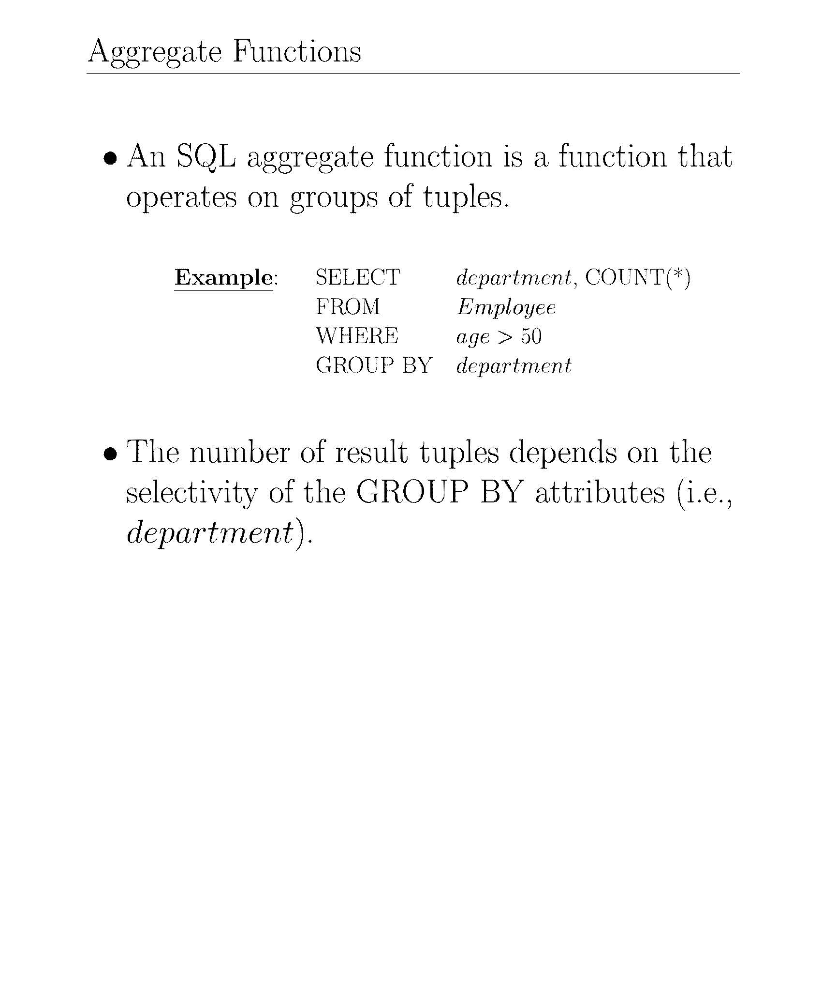 Aggregate Functions
• An SQL aggregate function is a function that
operates on groups of tuples.
Example: SELECT department, COUNT(*)
FROM Employee
WHERE age > 50
GROUP BY department
• The number of result tuples depends on the
selectivity of the GROUP BY attributes (i.e.,
department).